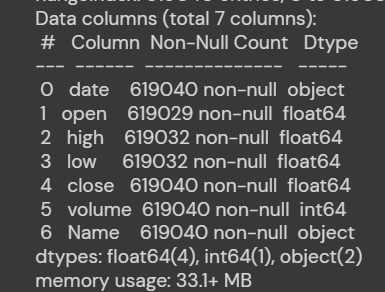 Data columns (total 7 columns):
# Column Non-Null Count Dtype
--- ------ -------------- -----
0 date 619040 non-null object
1 open 619029 non-null float64
2 high 619032 non-null float64
3 low 619032 non-null float64
4 close 619040 non-null float64
5 volume 619040 non-null int64
6 Name 619040 non-null object
dtypes: float64(4), int64(1), object(2)
memory usage: 33.1+ MB